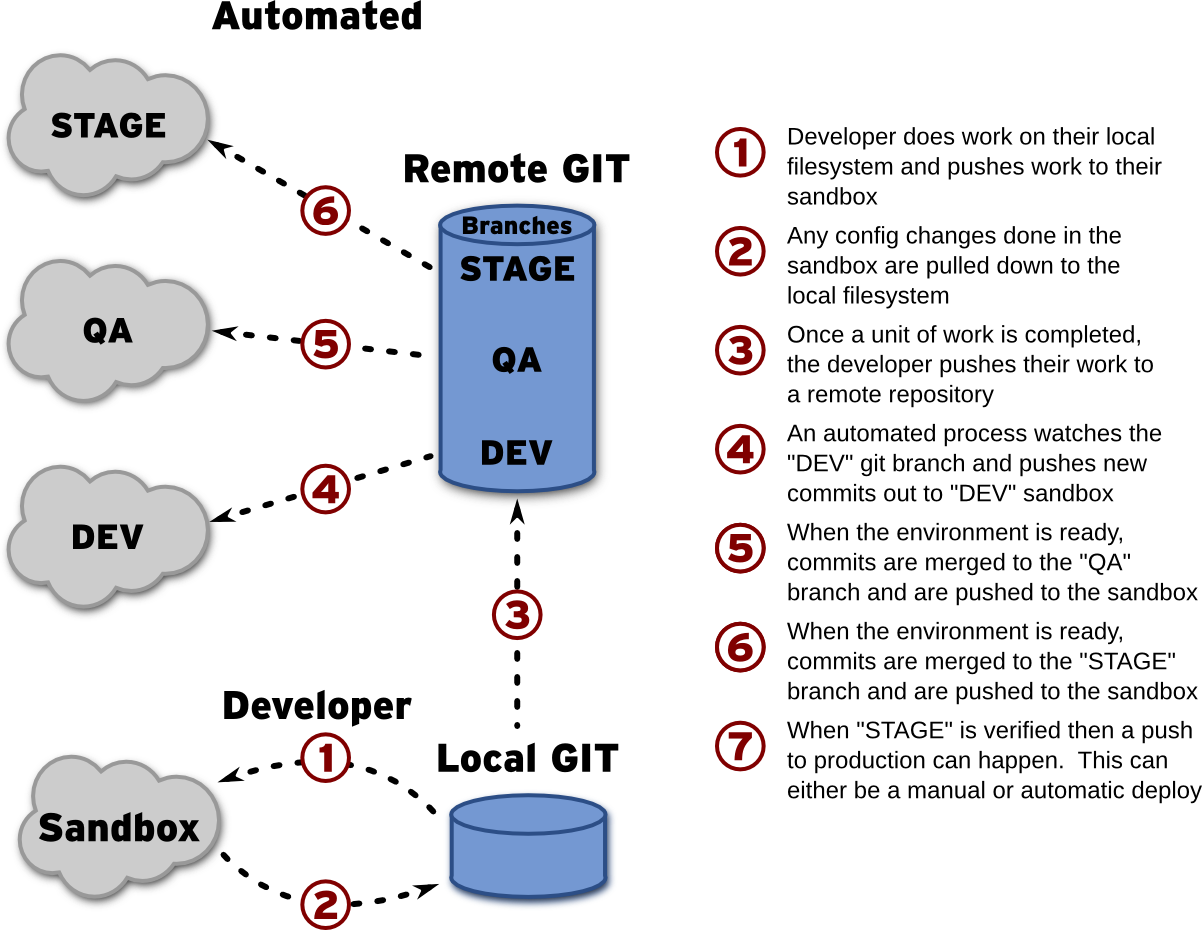 Automated
STAGE
Remote GIT
6
Branches
STAGE
QA
5
QA
DEV
4
DEV
3
Developer
1
Local GIT
Sandbox
2
1 Developer does work on their local
filesystem and pushes work to their
sandbox
2 Any config changes done in the
sandbox are pulled down to the
local filesystem
3 Once a unit of work is completed,
the developer pushes their work to
a remote repository
4 An automated process watches the
"DEV" git branch and pushes new
commits out to "DEV" sandbox
5 When the environment is ready,
commits are merged to the "QA"
branch and are pushed to the sandbox
6 When the environment is ready,
commits are merged to the "STAGE"
branch and are pushed to the sandbox
7 When "STAGE" is verified then a push
to production can happen.  This can
either be a manual or automatic deploy